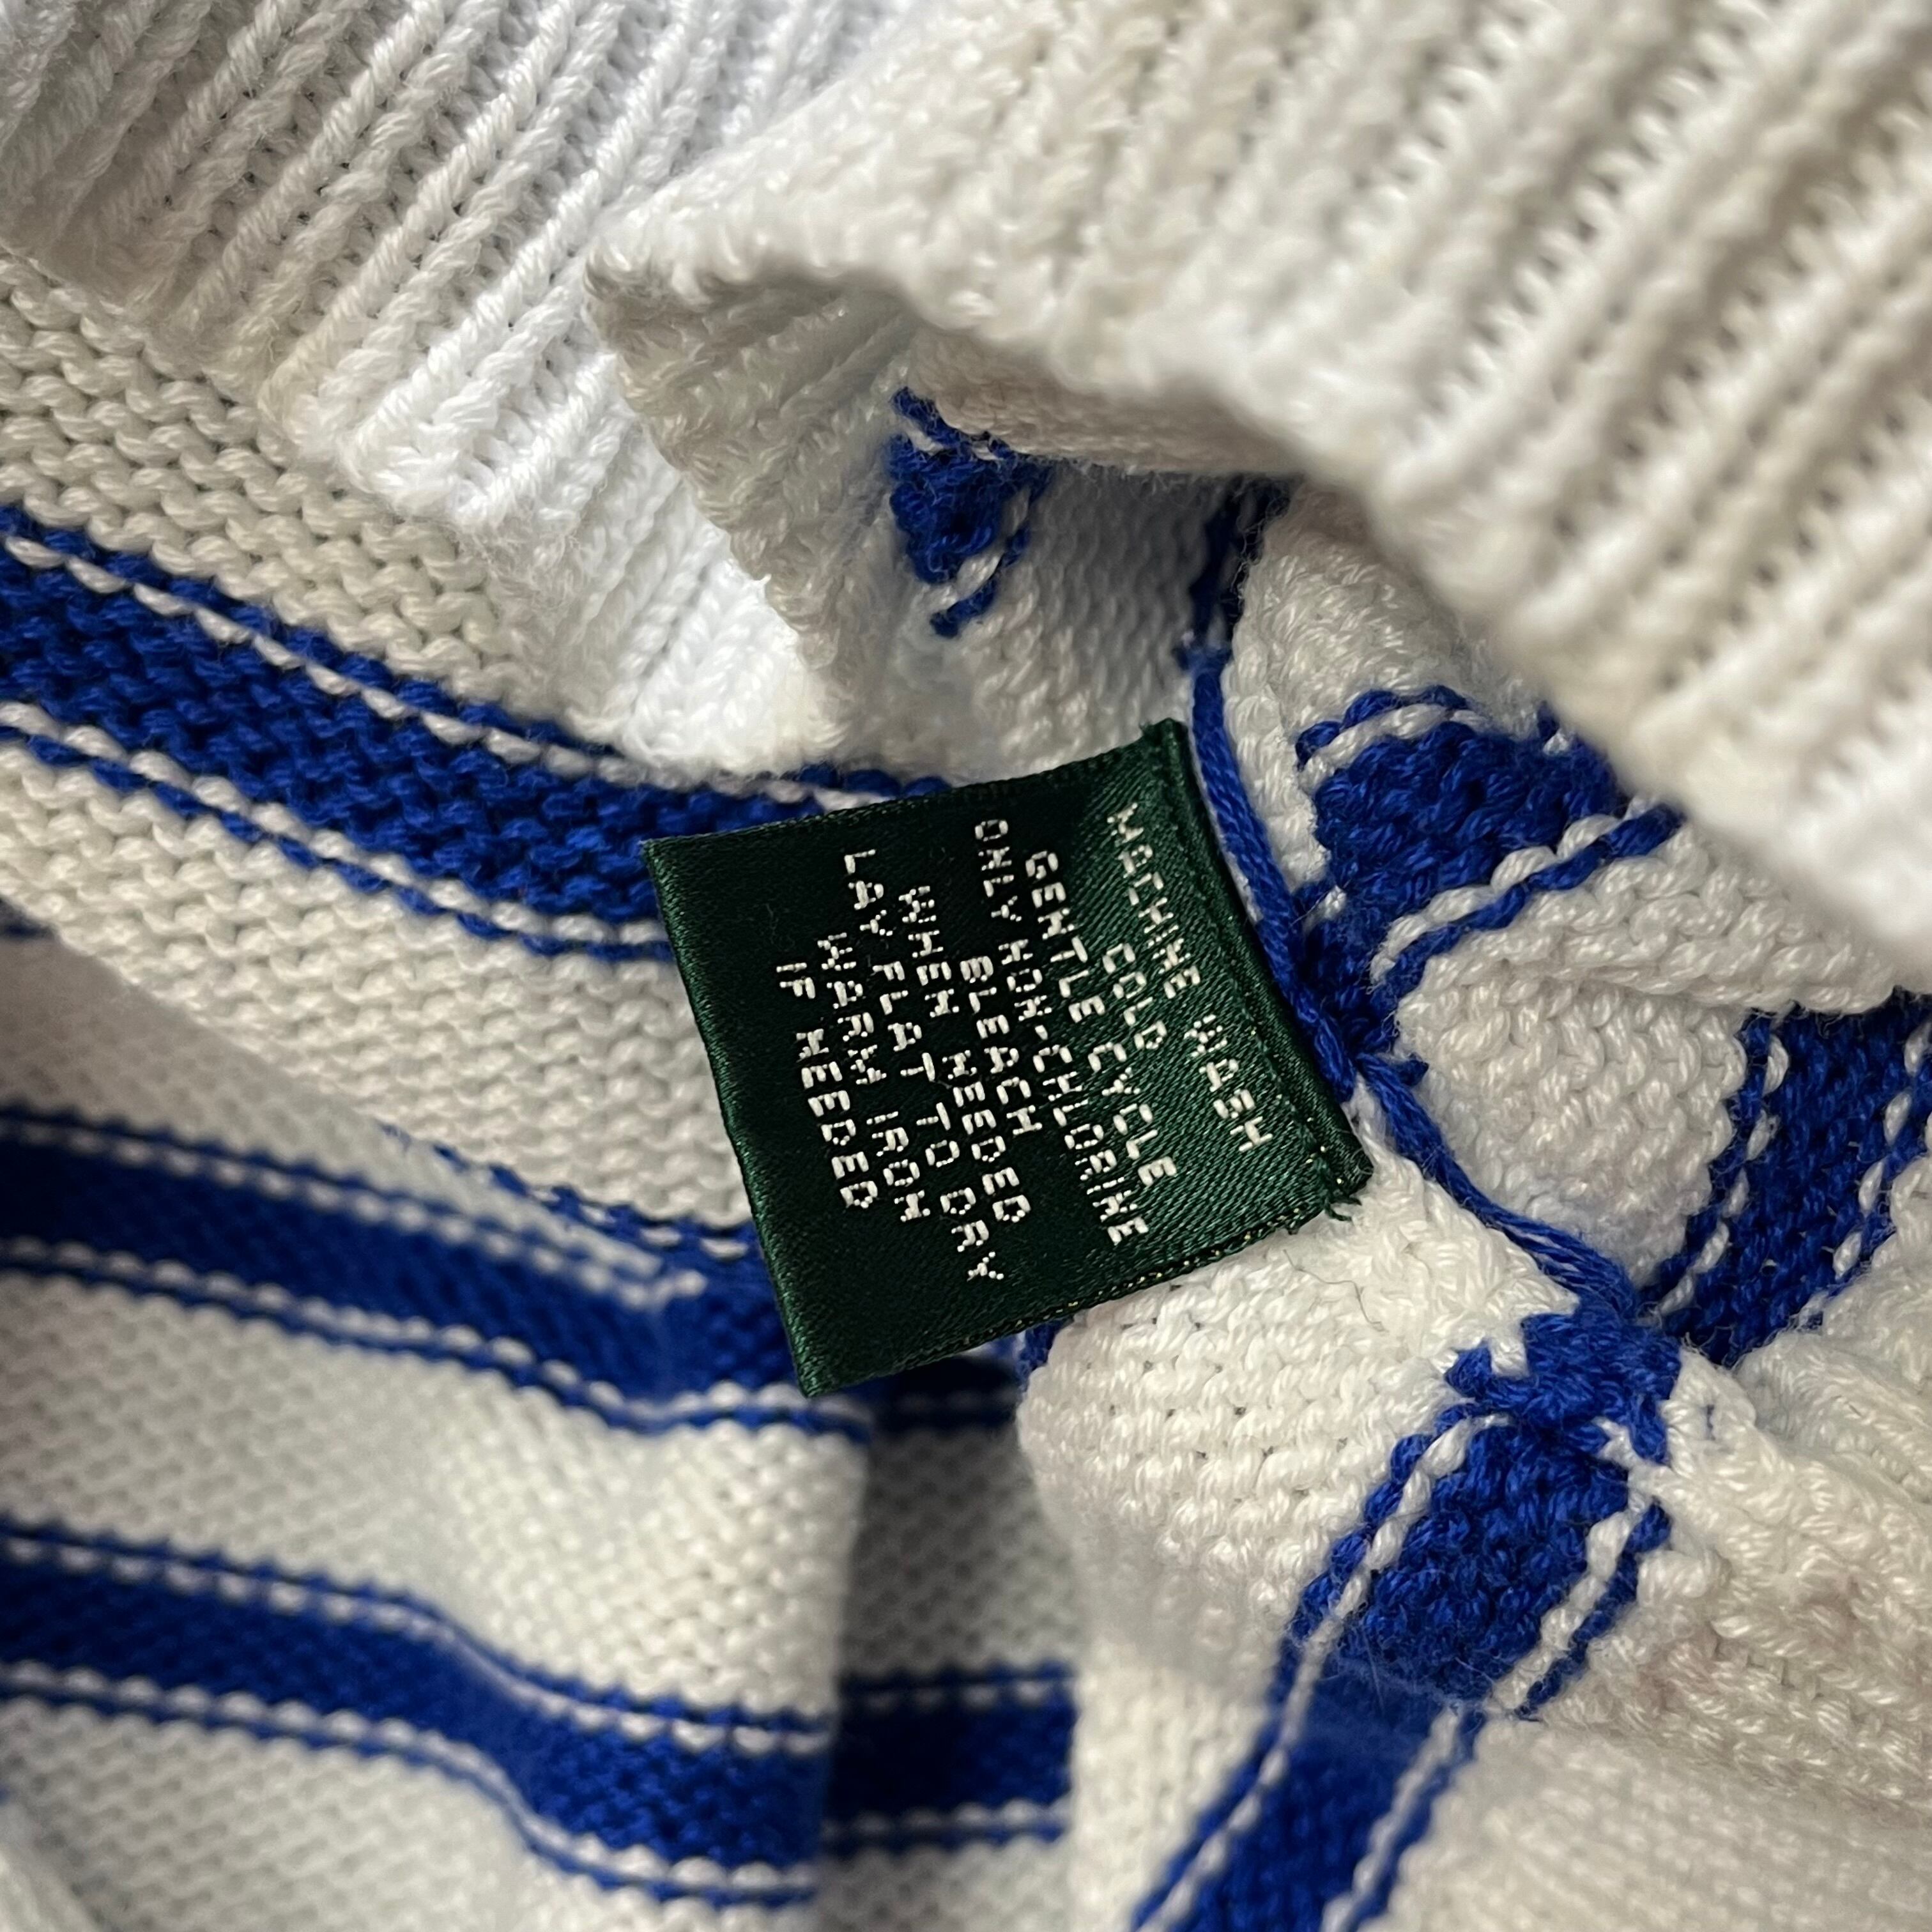 MACHINE WASH
COLD
GENTLE CYCLE
ONLY NON-CHLORINE
BLEACH
WHEN NEEDED
LAY FLAT TO DRY
WARM IRON
IF NEEDED